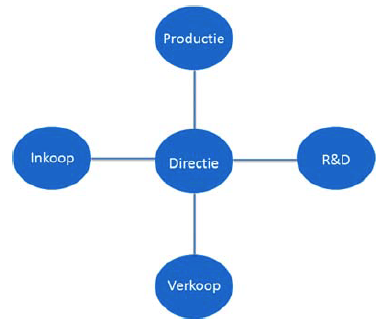 Productie
Inkoop
Directie
R&D
Verkoop